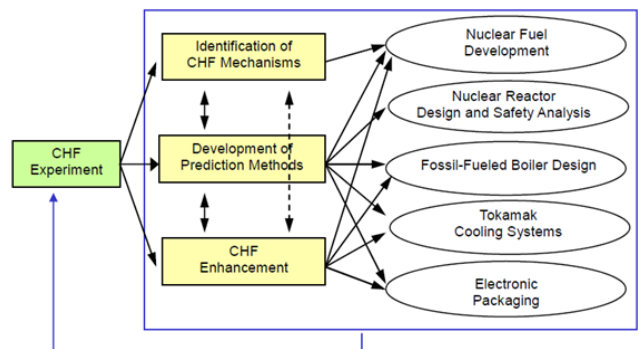 CHF
Experiment
Identification of
CHF Mechanisms
Development of
Prediction Methods
CHF
Enhancement
Nuclear Fuel
Development
Nuclear Reactor
Design and Safety Analysis
Fossil-Fueled Boiler Design
Tokamak
Cooling Systems
Electronic
Packaging